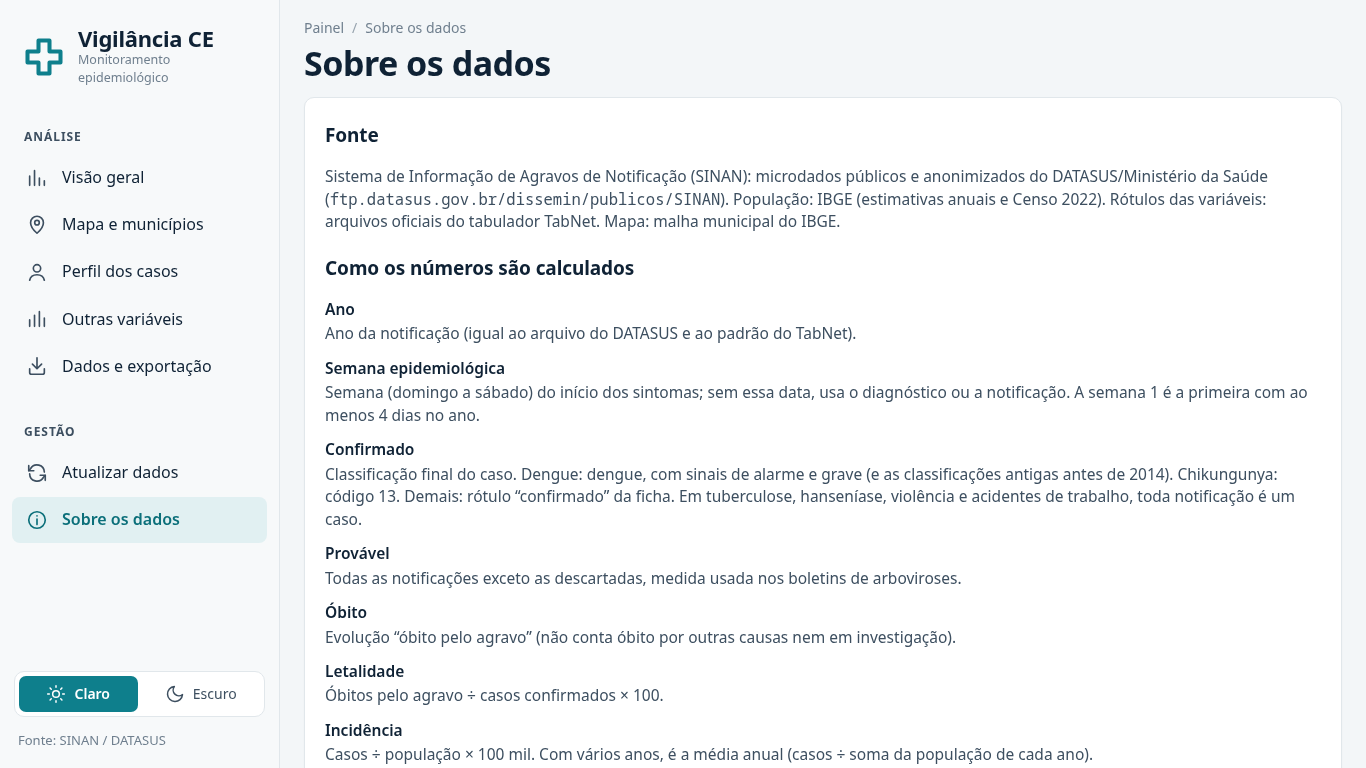 Vigilância CE
Monitoramento
epidemiológico
ANÁLISE
Visão geral
Mapa e municípios
Perfil dos casos
Outras variáveis
Dados e exportação
GESTÃO
Atualizar dados
Sobre os dados
Claro
Escuro
Fonte: SINAN / DATASUS
Painel / Sobre os dados
Sobre os dados
Fonte
Sistema de Informação de Agravos de Notificação (SINAN): microdados públicos e anonimizados do DATASUS/Ministério da Saúde
(ftp.datasus.gov.br/dissemin/publicos/SINAN). População: IBGE (estimativas anuais e Censo 2022). Rótulos das variáveis:
arquivos oficiais do tabulador TabNet. Mapa: malha municipal do IBGE.
Como os números são calculados
Ano
Ano da notificação (igual ao arquivo do DATASUS e ao padrão do TabNet).
Semana epidemiológica
Semana (domingo a sábado) do início dos sintomas; sem essa data, usa o diagnóstico ou a notificação. A semana 1 é a primeira com ao
menos 4 dias no ano.
Confirmado
Classificação final do caso. Dengue: dengue, com sinais de alarme e grave (e as classificações antigas antes de 2014). Chikungunya:
código 13. Demais: rótulo “confirmado” da ficha. Em tuberculose, hanseníase, violência e acidentes de trabalho, toda notificação é um
caso.
Provável
Todas as notificações exceto as descartadas, medida usada nos boletins de arboviroses.
Óbito
Evolução “óbito pelo agravo” (não conta óbito por outras causas nem em investigação).
Letalidade
Óbitos pelo agravo ÷ casos confirmados × 100.
Incidência
Casos ÷ população × 100 mil. Com vários anos, é a média anual (casos ÷ soma da população de cada ano).